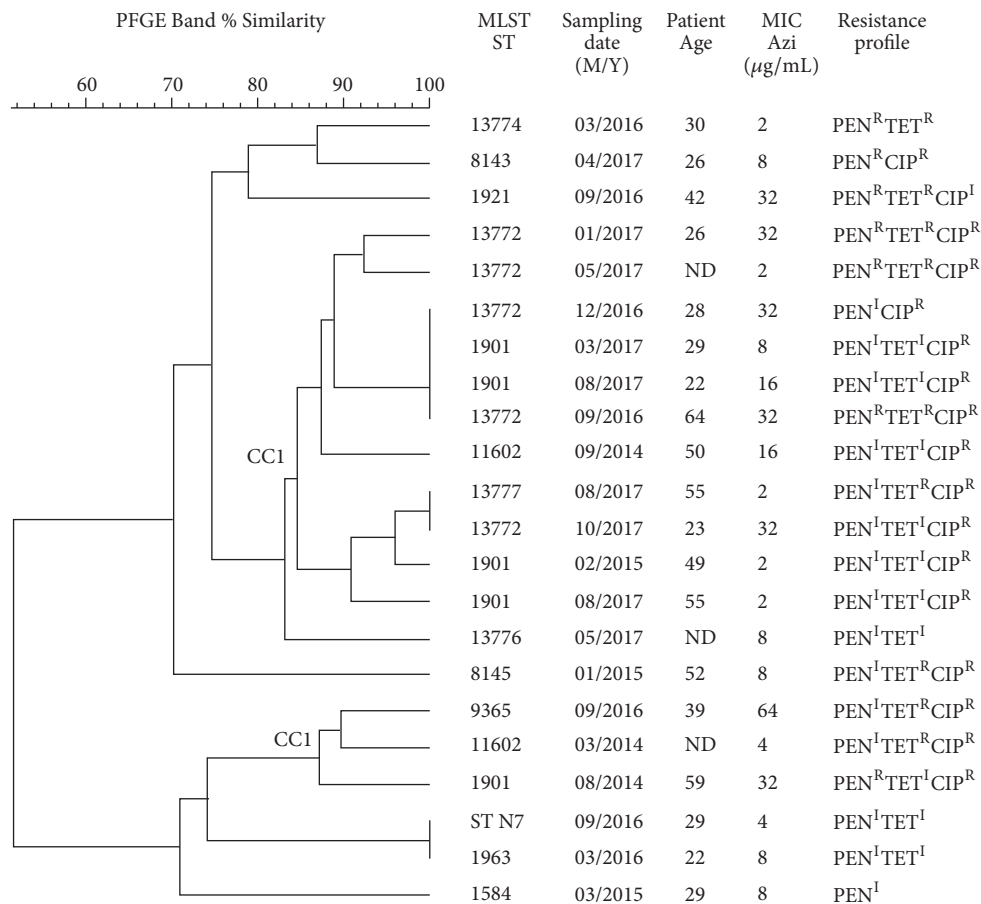 PFGE Band % Similarity
MLST ST
Sampling date (M/Y)
Patient Age
MIC Azi (µg/mL)
Resistance profile
60 70 80 90 100
13774 03/2016 30 2 PEN^R TET^R
8143 04/2017 26 8 PEN^R CIP^R
1921 09/2016 42 32 PEN^R TET^R CIP^I
13772 01/2017 26 32 PEN^R TET^R CIP^R
13772 05/2017 ND 2 PEN^R TET^R CIP^R
13772 12/2016 28 32 PEN^I CIP^R
1901 03/2017 29 8 PEN^I TET^I CIP^R
1901 08/2017 22 16 PEN^I TET^I CIP^R
13772 09/2016 64 32 PEN^R TET^R CIP^R
CC1 11602 09/2014 50 16 PEN^I TET^I CIP^R
13777 08/2017 55 2 PEN^I TET^R CIP^R
13772 10/2017 23 32 PEN^I TET^I CIP^R
1901 02/2015 49 2 PEN^I TET^I CIP^R
1901 08/2017 55 2 PEN^I TET^I CIP^R
13776 05/2017 ND 8 PEN^I TET^I
8145 01/2015 52 8 PEN^I TET^R CIP^R
9365 09/2016 39 64 PEN^I TET^R CIP^R
CC1 11602 03/2014 ND 4 PEN^I TET^R CIP^R
1901 08/2014 59 32 PEN^R TET^I CIP^R
ST N7 09/2016 29 4 PEN^I TET^I
1963 03/2016 22 8 PEN^I TET^I
1584 03/2015 29 8 PEN^I